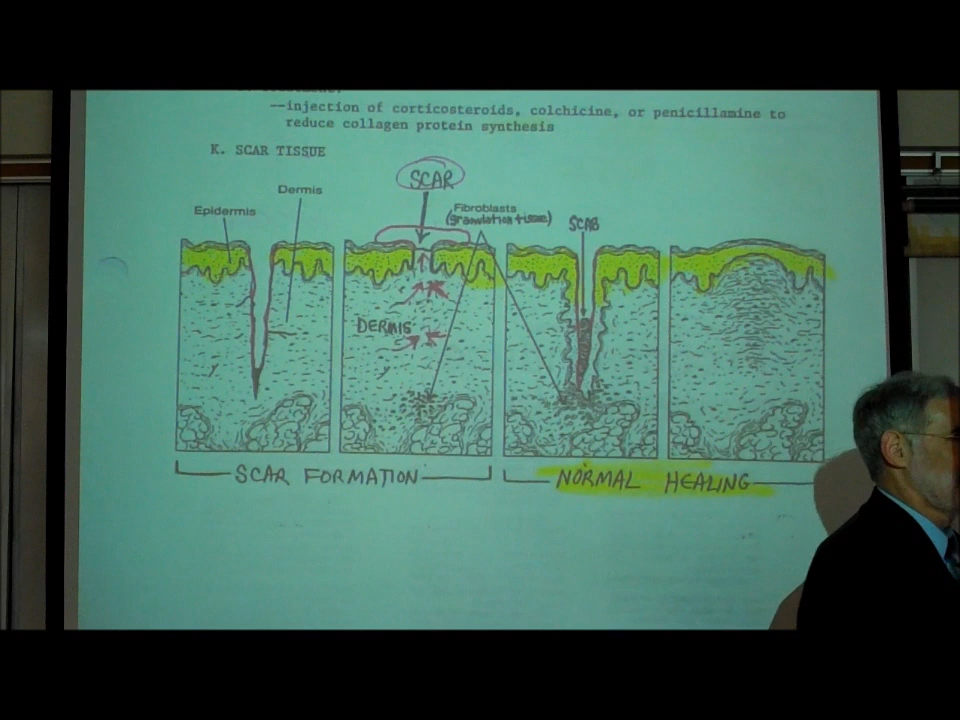 --injection of corticosteroids, colchicine, or penicillamine to
reduce collagen protein synthesis
K. SCAR TISSUE
SCAR
Dermis
Epidermis
Fibroblasts
(granulation tissue)
SCAB
DERMIS
SCAR FORMATION
NORMAL HEALING